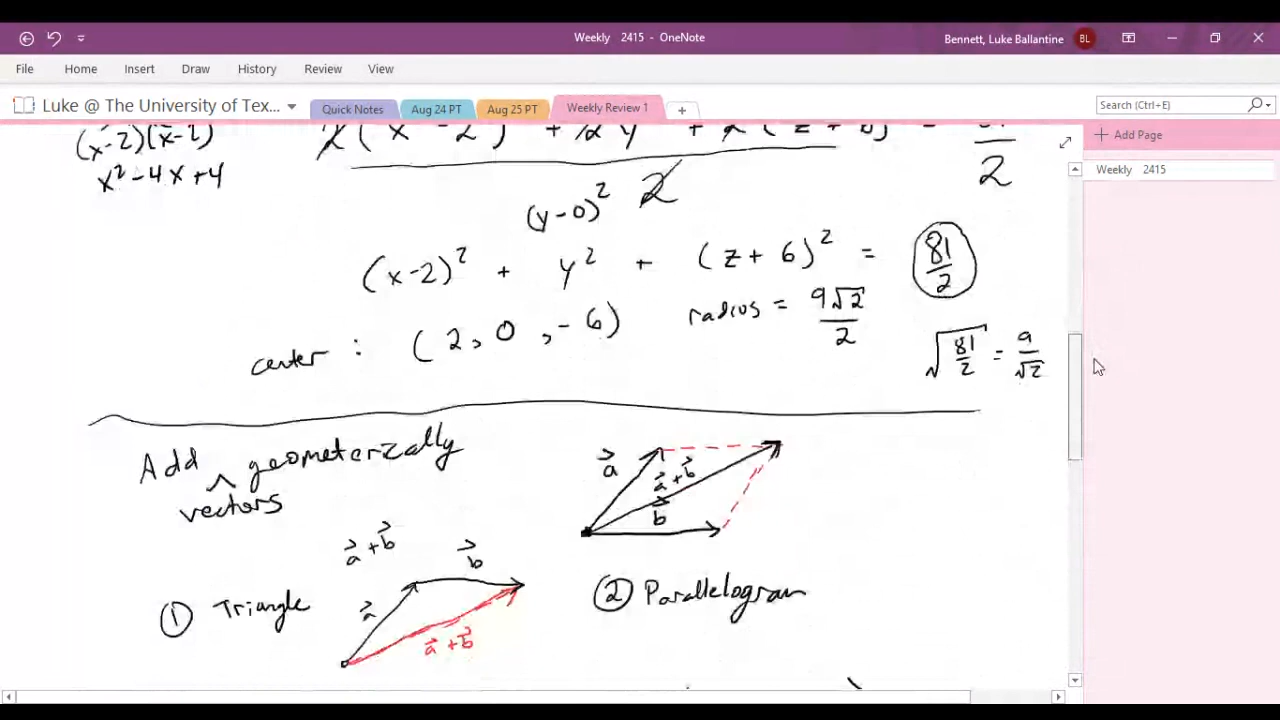 Weekly 2415 - OneNote
Bennett, Luke Ballantine BL
File Home Insert Draw History Review View
Luke @ The University of Tex... Quick Notes Aug 24 PT Aug 25 PT Weekly Review 1 + Search (Ctrl+E)
+ Add Page
Weekly 2415
(x-2)(x-2)
x² - 4x + 4
2
2
(y-0)²
(x-2)² + y² + (z+6)² = 81/2
center : (2, 0, -6) radius = 9√2/2
√81/2 = 9/√2
Add geometerically
vectors
a⃗ a⃗+b⃗ b⃗
a⃗+b⃗ b⃗
① Triangle a⃗ a⃗+b⃗
② Parallelogram